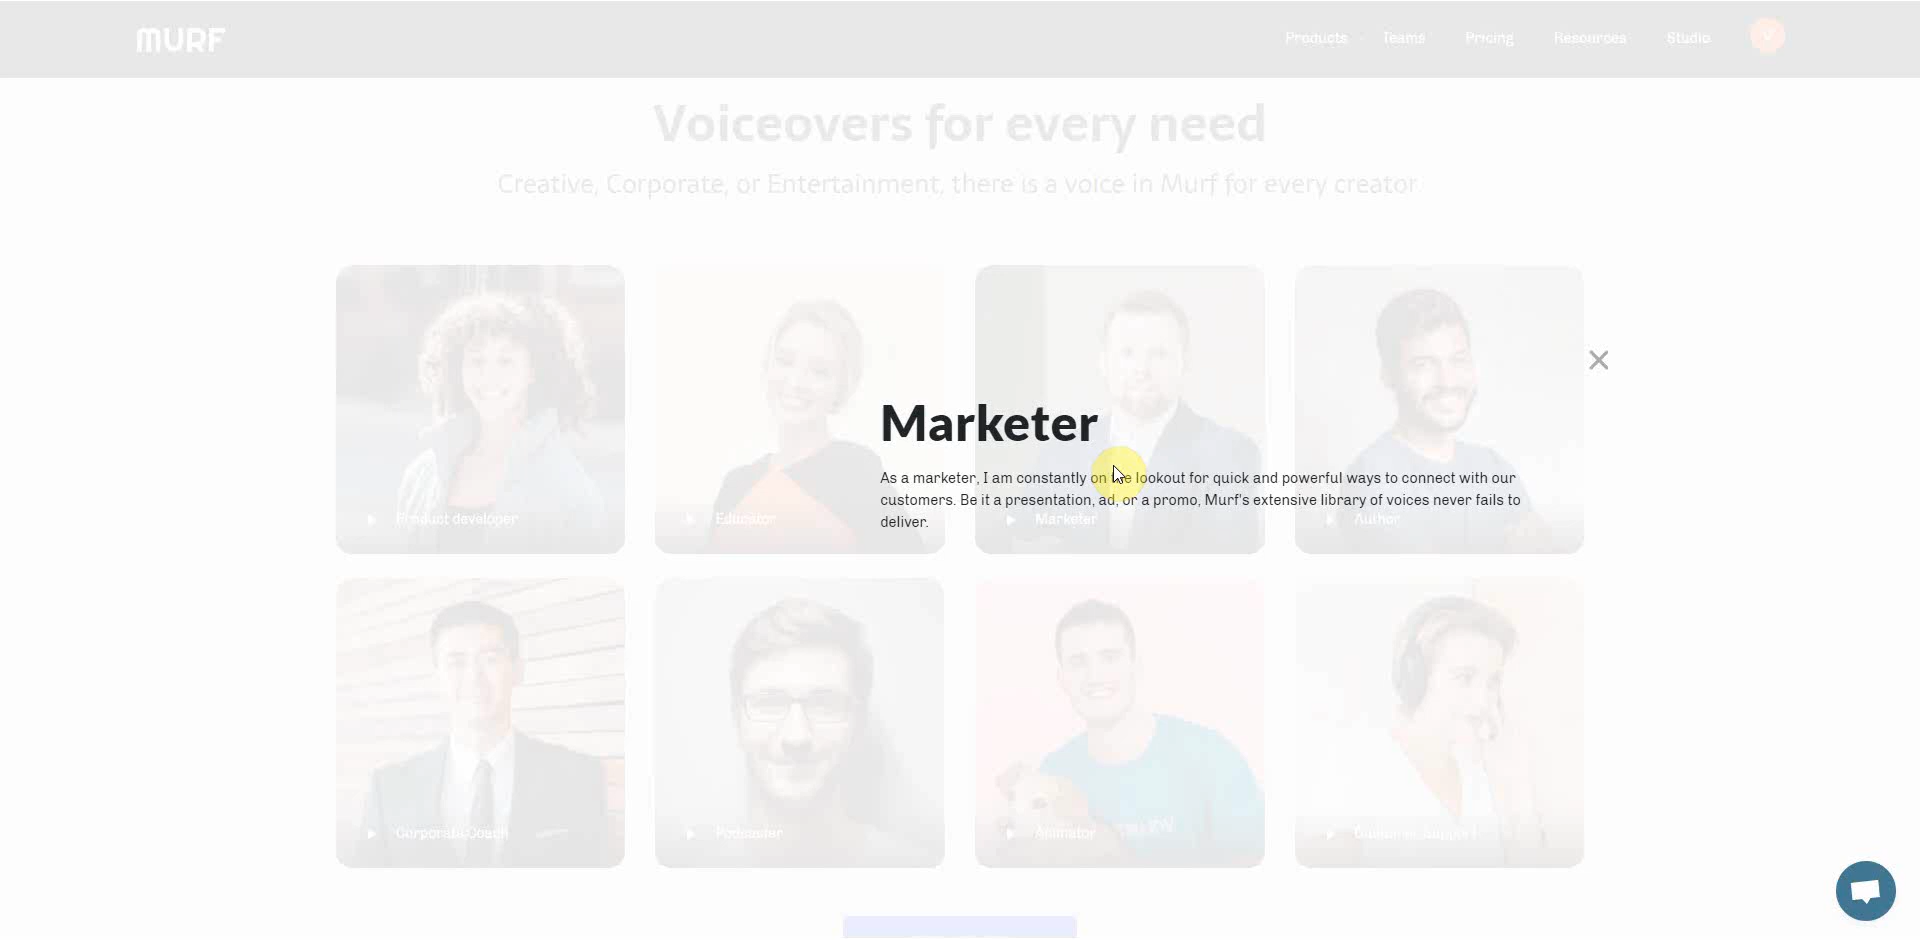 MURF
Products Teams Pricing Resources Studio
Voiceovers for every need
Creative, Corporate, or Entertainment, there is a voice in Murf for every creator
Marketer
As a marketer, I am constantly on the lookout for quick and powerful ways to connect with our
customers. Be it a presentation, ad, or a promo, Murf's extensive library of voices never fails to
deliver.
Product developer
Educator
Marketer
Author
Corporate Coach
Podcaster
Animator
Customer Support